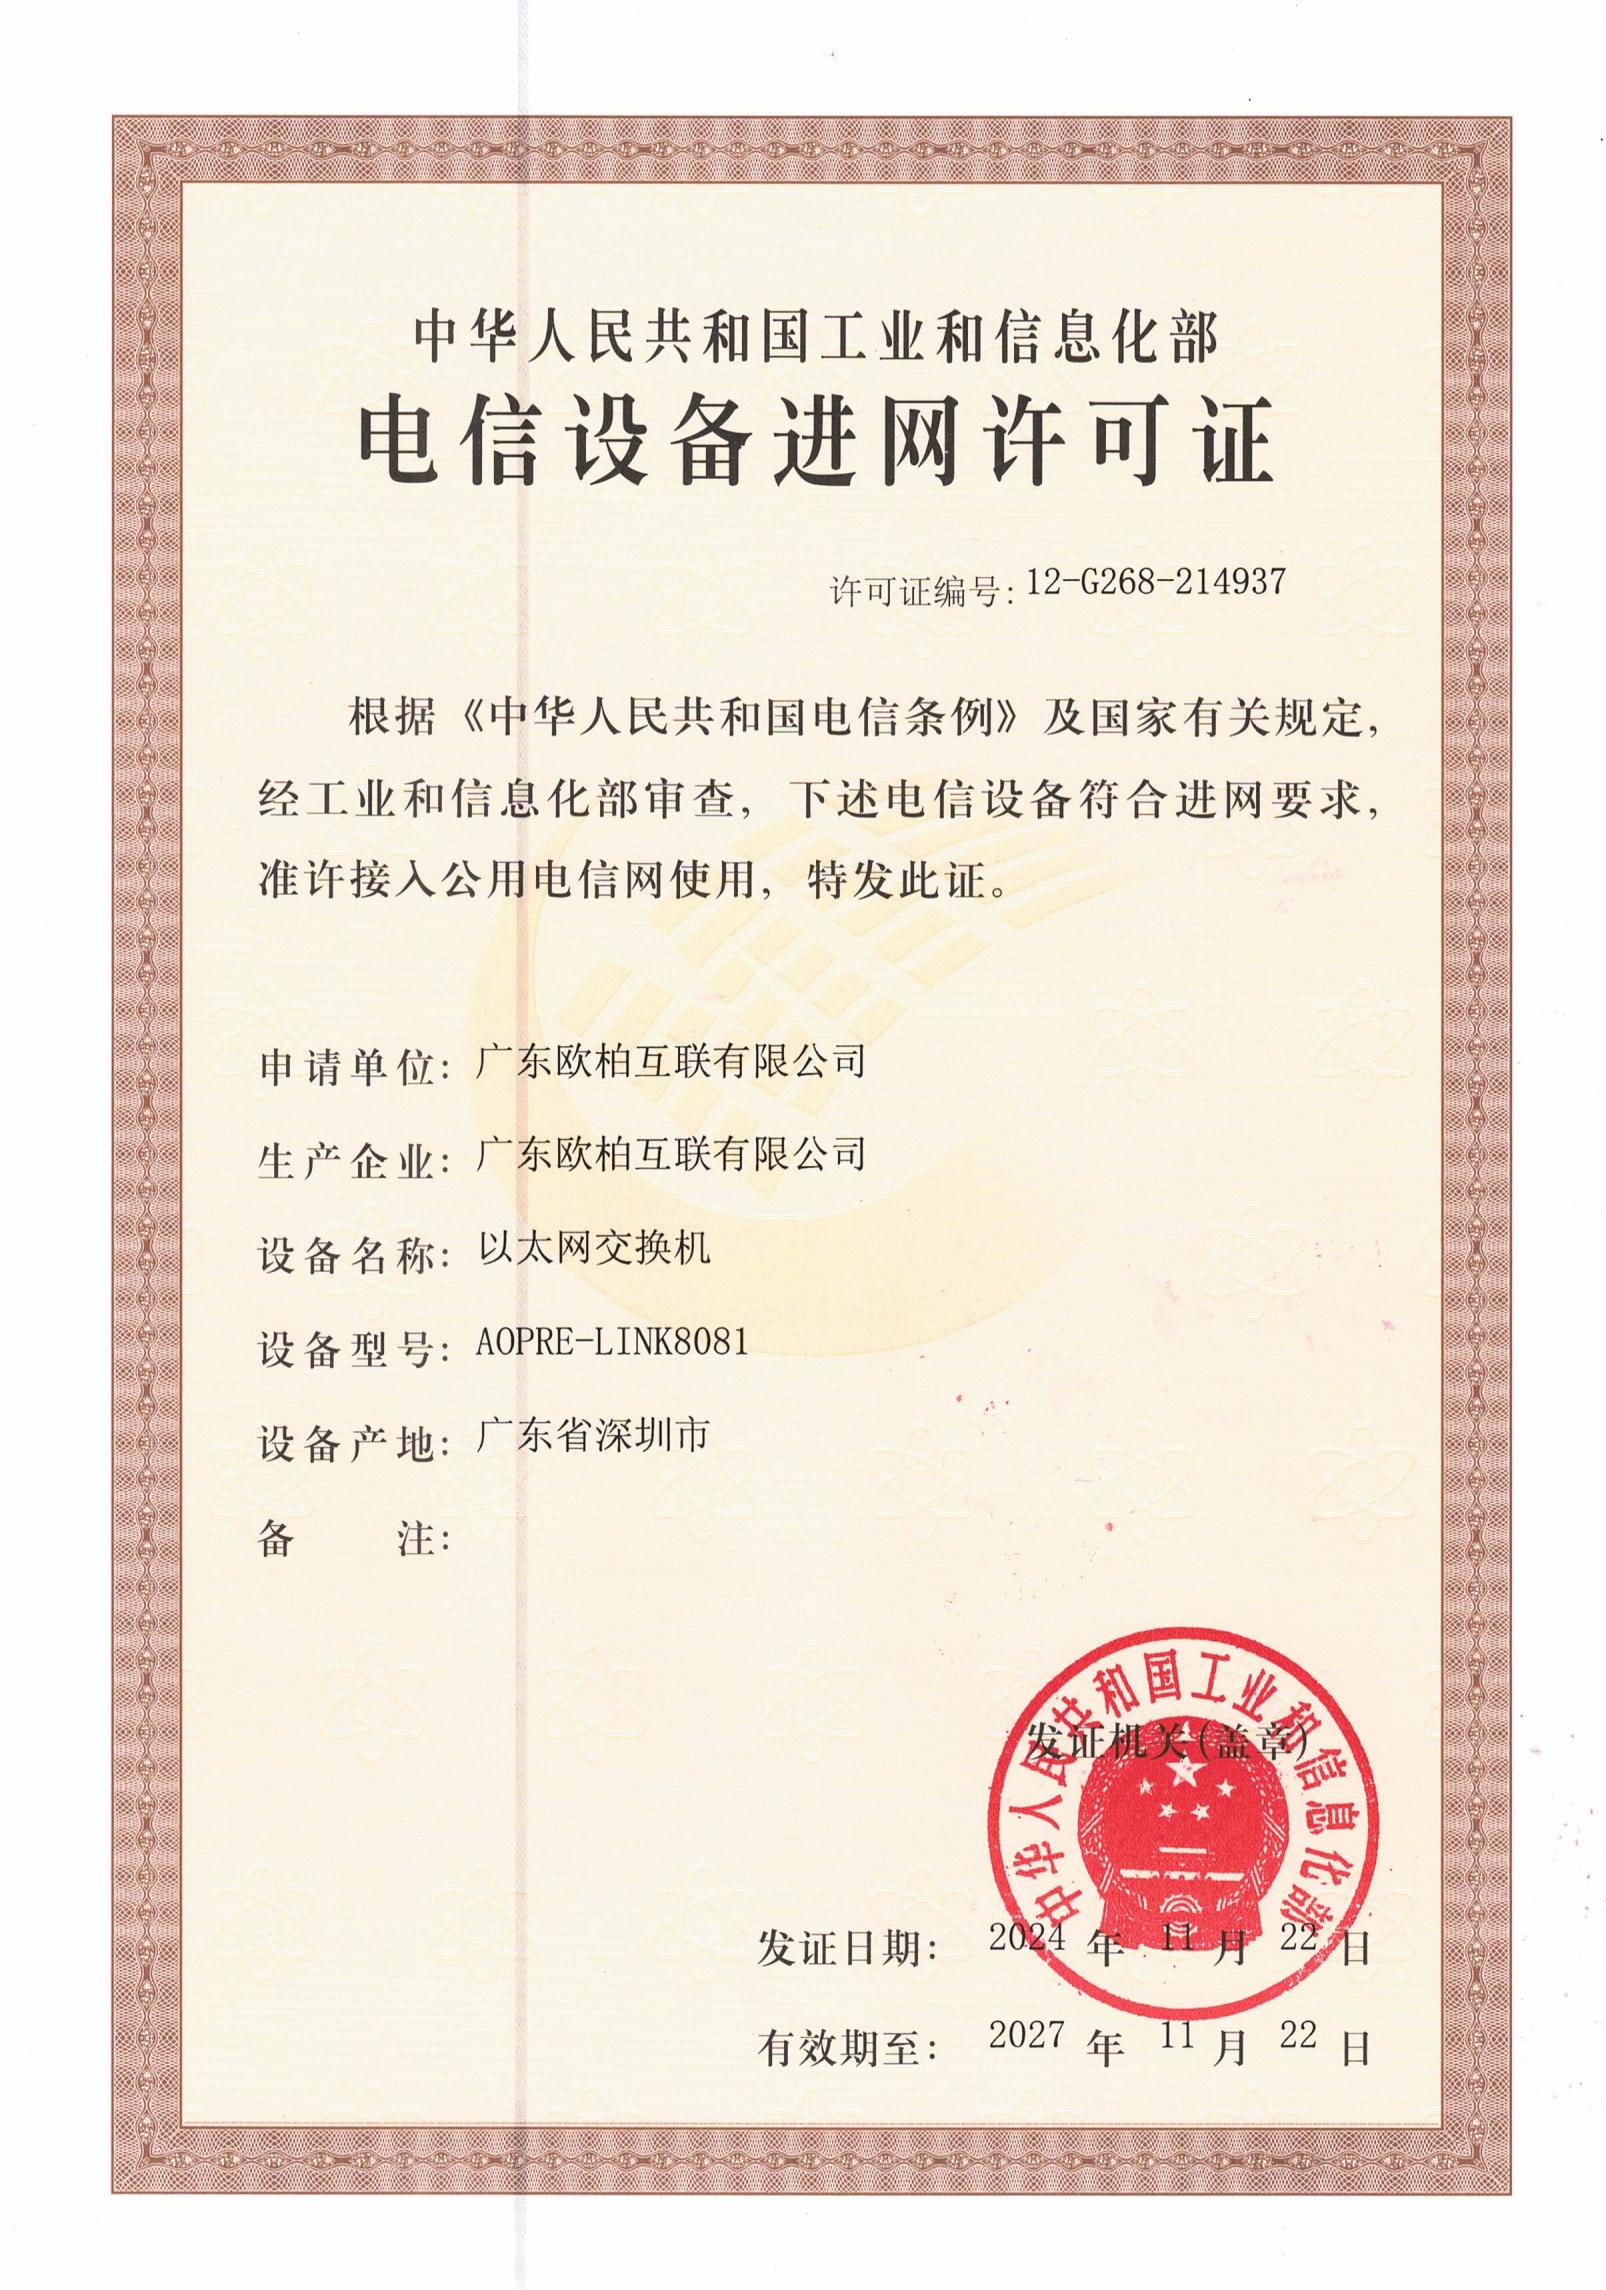 中华人民共和国工业和信息化部
电信设备进网许可证
许可证编号：12-G268-214937
根据《中华人民共和国电信条例》及国家有关规定，
经工业和信息化部审查，下述电信设备符合进网要求，
准许接入公用电信网使用，特发此证。
申请单位：广东欧柏互联有限公司
生产企业：广东欧柏互联有限公司
设备名称：以太网交换机
设备型号：AOPRE-LINK8081
设备产地：广东省深圳市
备 注：
中华人民共和国工业和信息化部
发证机关(盖章)
发证日期： 2024 年 11 月 22 日
有效期至： 2027 年 11 月 22 日